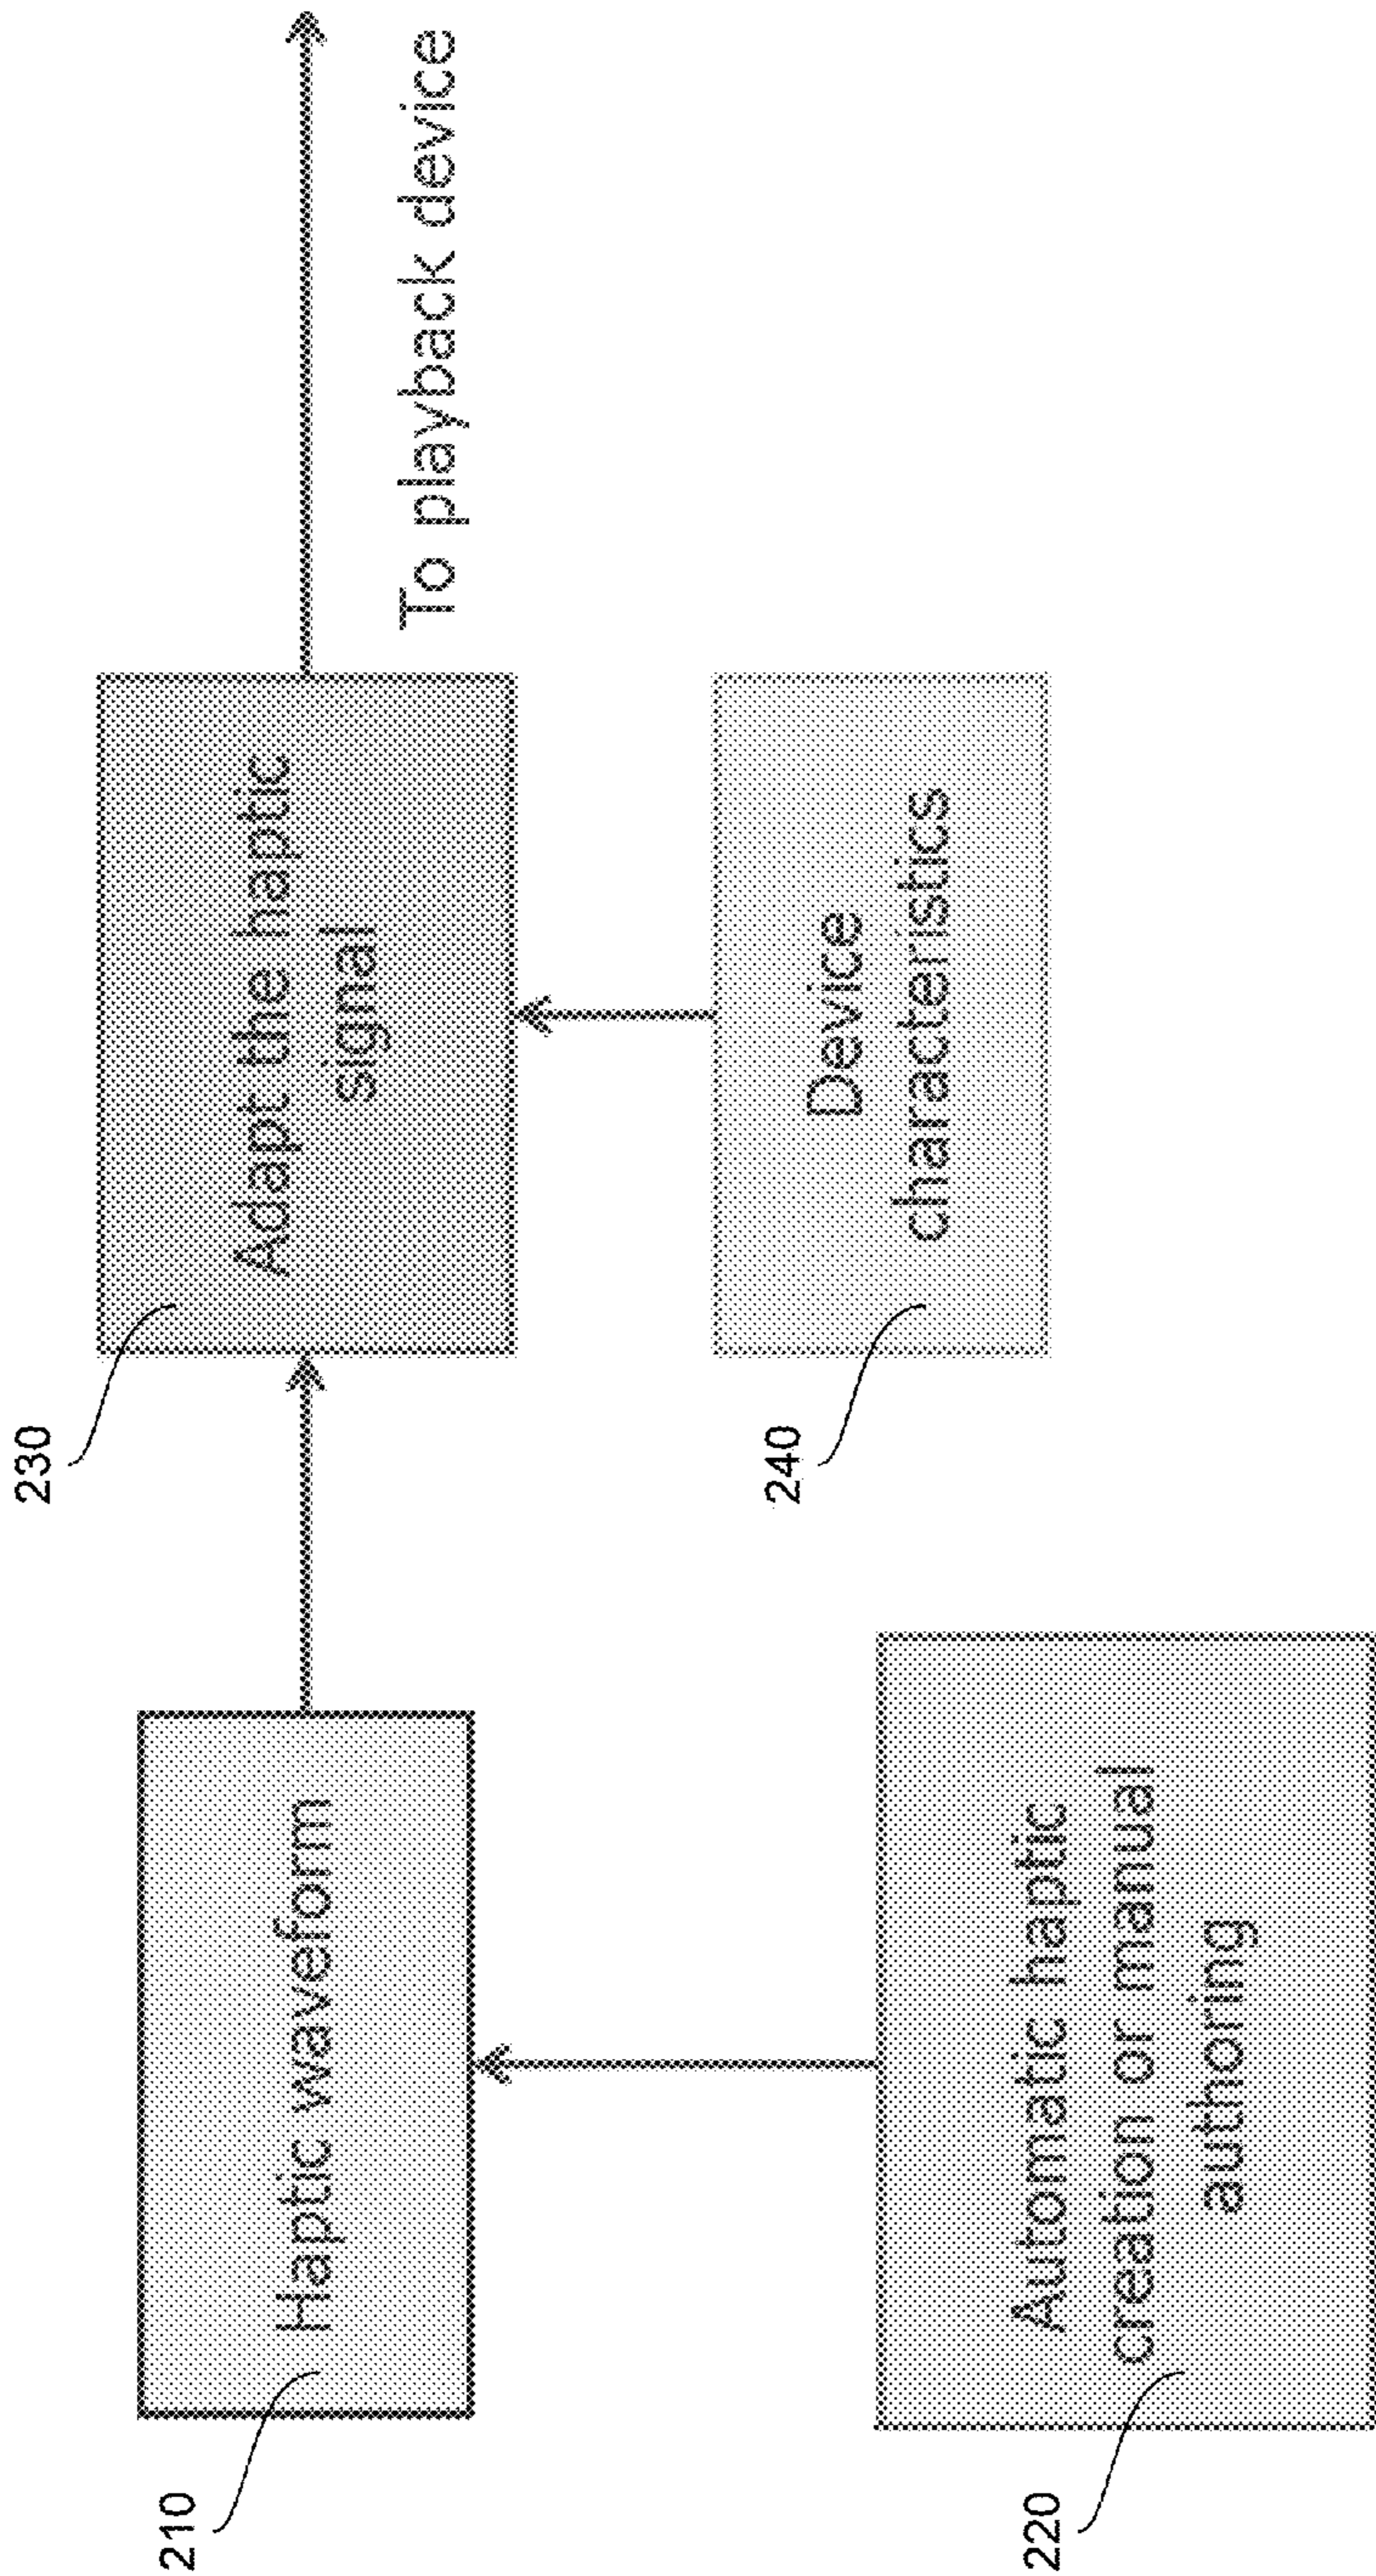 210
Haptic waveform
230
Adapt the haptic
signal
To playback device
220
Automatic haptic
creation or manual
authoring
240
Device
characteristics